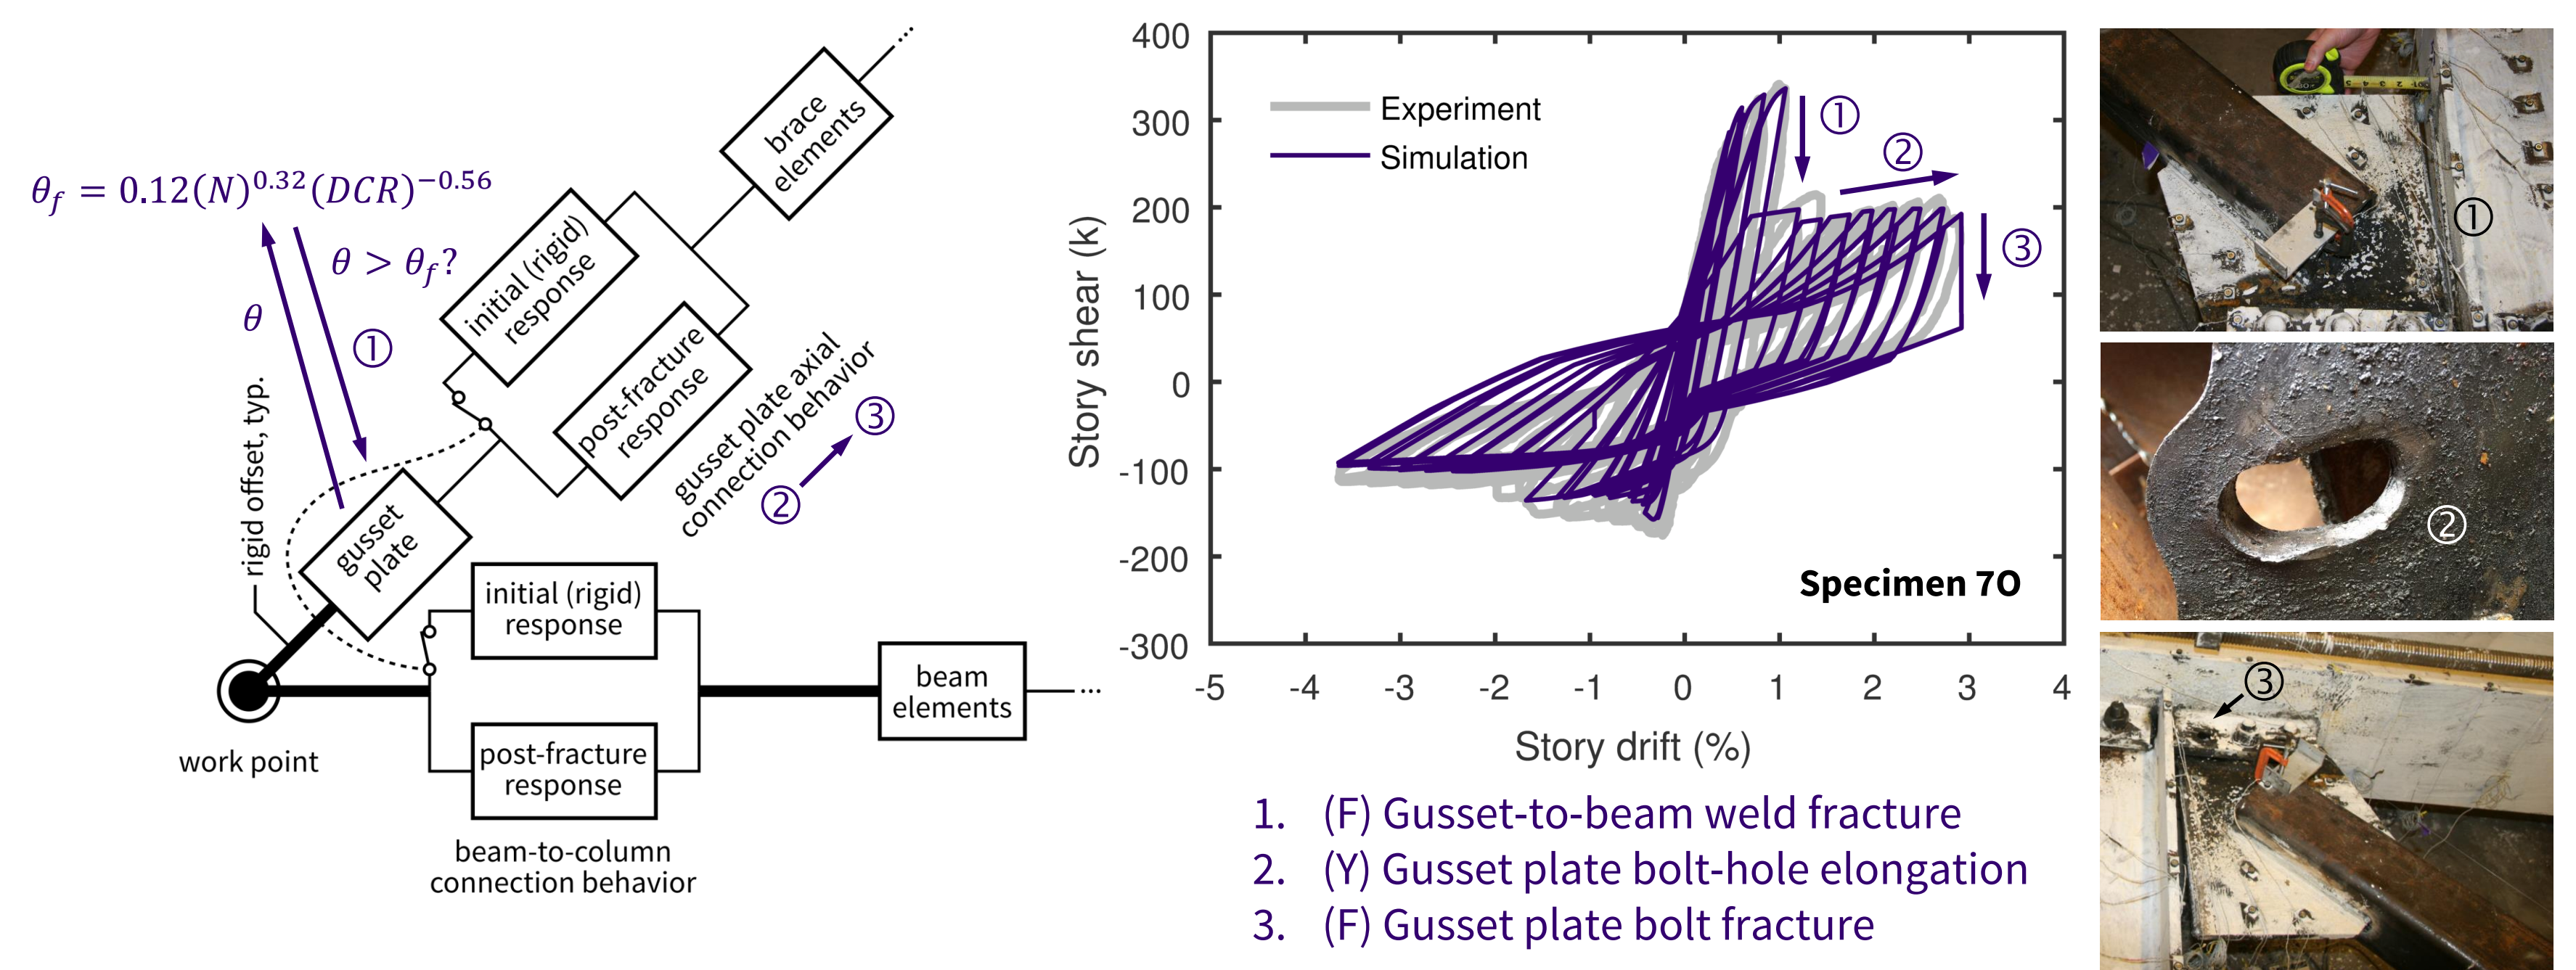 θf = 0.12(N)^0.32(DCR)^−0.56
θ > θf?
θ
①
rigid offset, typ.
brace
elements
initial (rigid)
response
post-fracture
response
gusset plate axial
connection behavior
② ③
gusset
plate
initial (rigid)
response
post-fracture
response
beam
elements
...
...
work point
beam-to-column
connection behavior
Story shear (k)
400
300
200
100
0
-100
-200
-300
Experiment
Simulation
①
②
③
Specimen 7O
-5 -4 -3 -2 -1 0 1 2 3 4
Story drift (%)
1. (F) Gusset-to-beam weld fracture
2. (Y) Gusset plate bolt-hole elongation
3. (F) Gusset plate bolt fracture
①
②
③